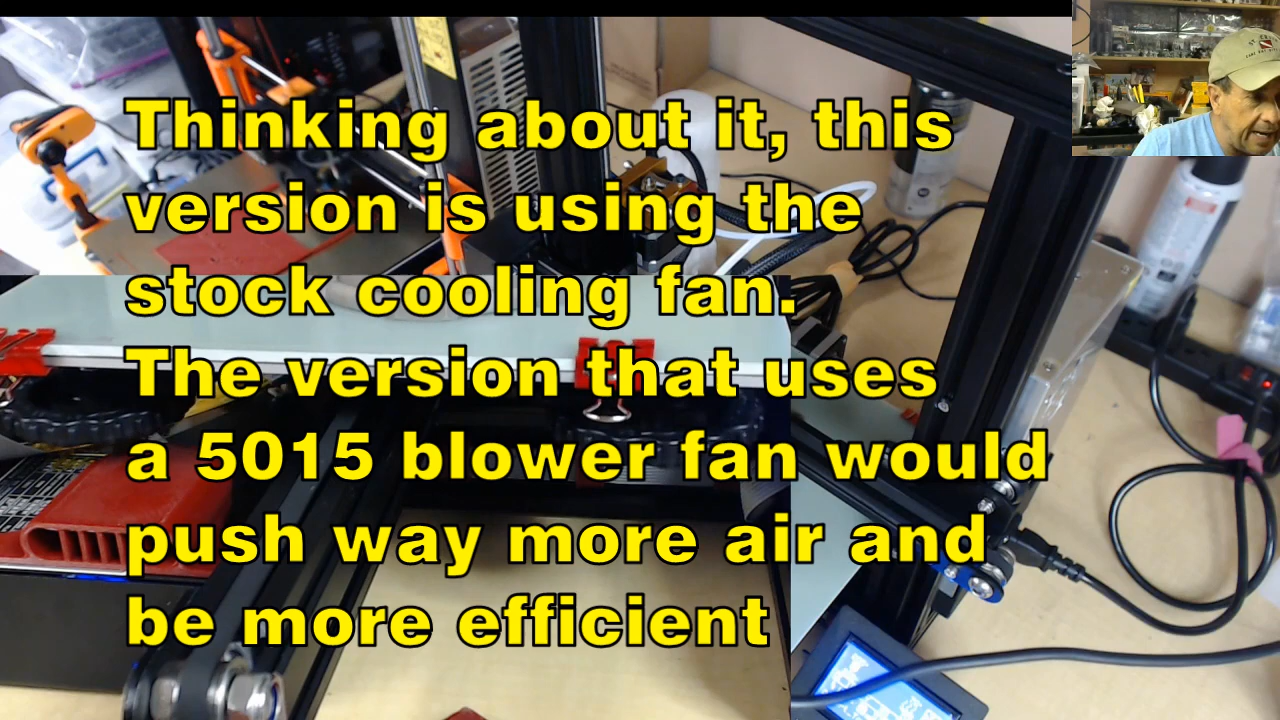 Thinking about it, this
version is using the
stock cooling fan.
The version that uses
a 5015 blower fan would
push way more air and
be more efficient